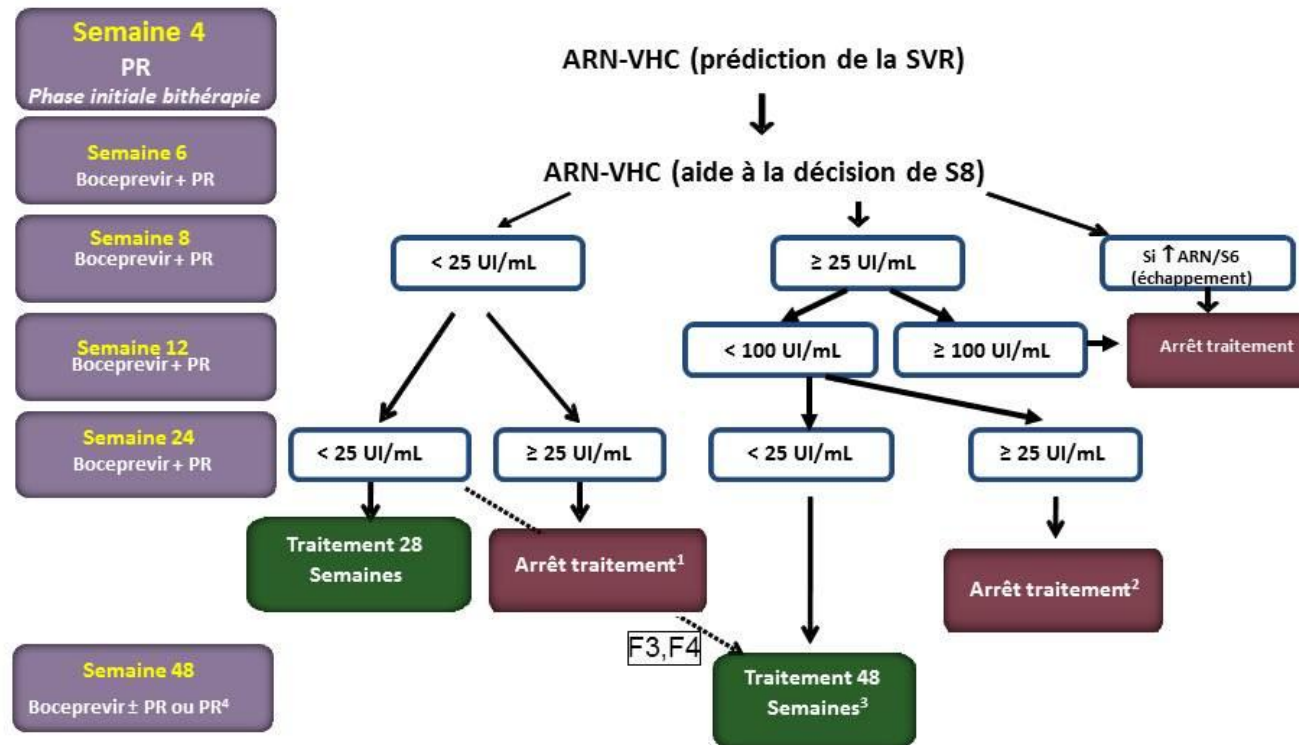 Semaine 4
PR
Phase initiale bithérapie
ARN-VHC (prédiction de la SVR)
Semaine 6
Boceprevir + PR
ARN-VHC (aide à la décision de S8)
Semaine 8
Boceprevir + PR
< 25 UI/mL
≥ 25 UI/mL
Si ↑ ARN/S6
(échappement)
Semaine 12
Boceprevir + PR
< 100 UI/mL
≥ 100 UI/mL
Arrêt traitement
Semaine 24
Boceprevir + PR
< 25 UI/mL
≥ 25 UI/mL
< 25 UI/mL
≥ 25 UI/mL
Traitement 28
Semaines
Arrêt traitement¹
Arrêt traitement²
F3,F4
Semaine 48
Boceprevir ± PR ou PR⁴
Traitement 48
Semaines³